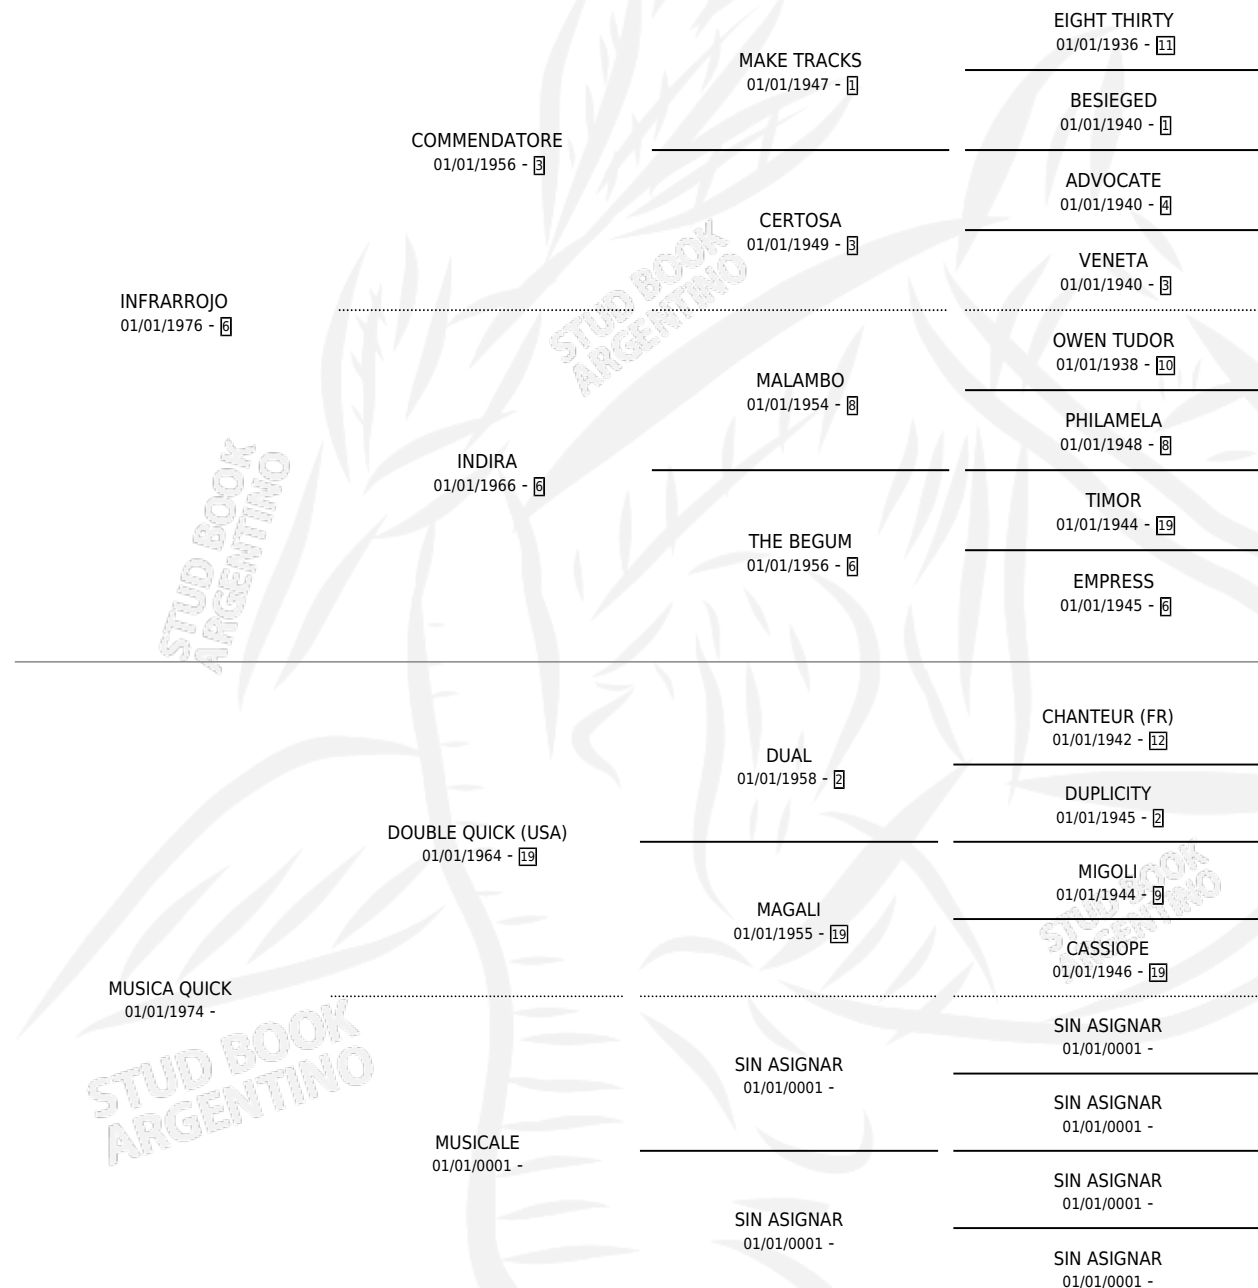 INFRARROJO
01/01/1976 - 6
COMMENDATORE
01/01/1956 - 3
INDIRA
01/01/1966 - 6
MAKE TRACKS
01/01/1947 - 1
CERTOSA
01/01/1949 - 3
MALAMBO
01/01/1954 - 8
THE BEGUM
01/01/1956 - 6
EIGHT THIRTY
01/01/1936 - 11
BESIEGED
01/01/1940 - 1
ADVOCATE
01/01/1940 - 4
VENETA
01/01/1940 - 3
OWEN TUDOR
01/01/1938 - 10
PHILAMELA
01/01/1948 - 8
TIMOR
01/01/1944 - 19
EMPRESS
01/01/1945 - 6
STUD BOOK
ARGENTINO
STUD BOOK
ARGENTINO
MUSICA QUICK
01/01/1974 -
DOUBLE QUICK (USA)
01/01/1964 - 19
MUSICALE
01/01/0001 -
DUAL
01/01/1958 - 2
MAGALI
01/01/1955 - 19
SIN ASIGNAR
01/01/0001 -
SIN ASIGNAR
01/01/0001 -
CHANTEUR (FR)
01/01/1942 - 12
DUPLICITY
01/01/1945 - 2
MIGOLI
01/01/1944 - 9
CASSIOPE
01/01/1946 - 19
SIN ASIGNAR
01/01/0001 -
SIN ASIGNAR
01/01/0001 -
SIN ASIGNAR
01/01/0001 -
SIN ASIGNAR
01/01/0001 -
STUD BOOK
ARGENTINO
STUD BOOK
ARGENTINO